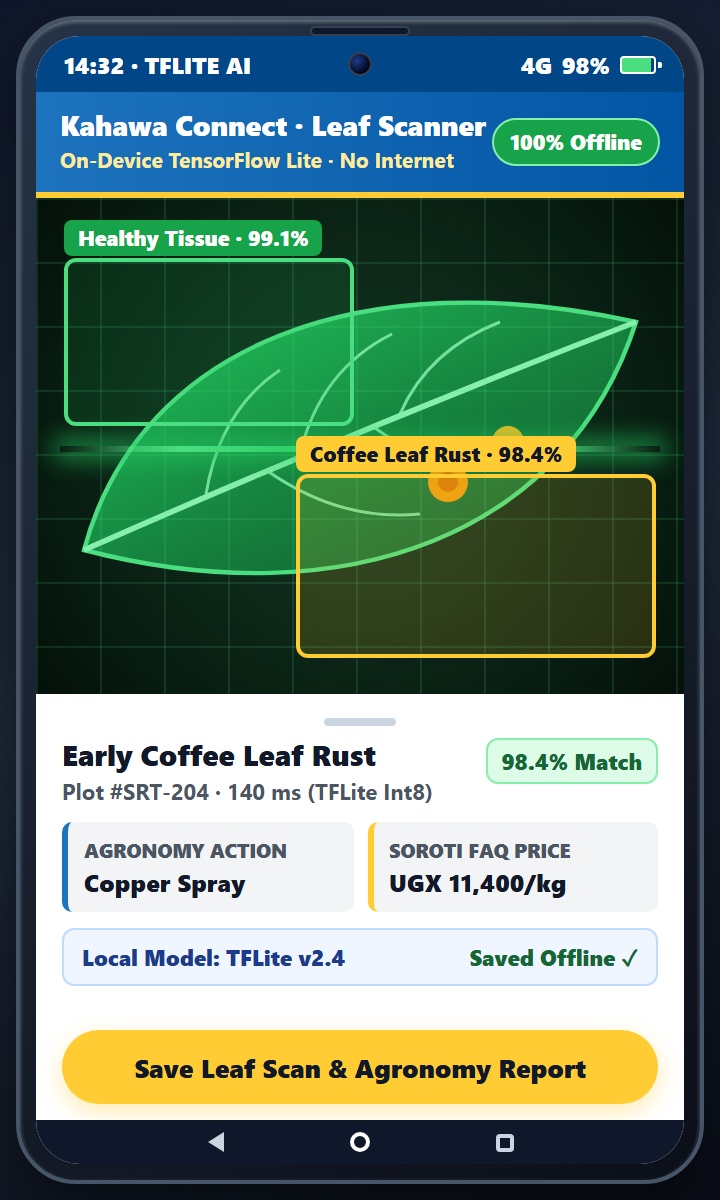 14:32 · TFLITE AI
4G 98%
Kahawa Connect · Leaf Scanner
On-Device TensorFlow Lite · No Internet
100% Offline
Healthy Tissue · 99.1%
Coffee Leaf Rust · 98.4%
Early Coffee Leaf Rust
98.4% Match
Plot #SRT-204 · 140 ms (TFLite Int8)
AGRONOMY ACTION
Copper Spray
SOROTI FAQ PRICE
UGX 11,400/kg
Local Model: TFLite v2.4
Saved Offline ✓
Save Leaf Scan & Agronomy Report